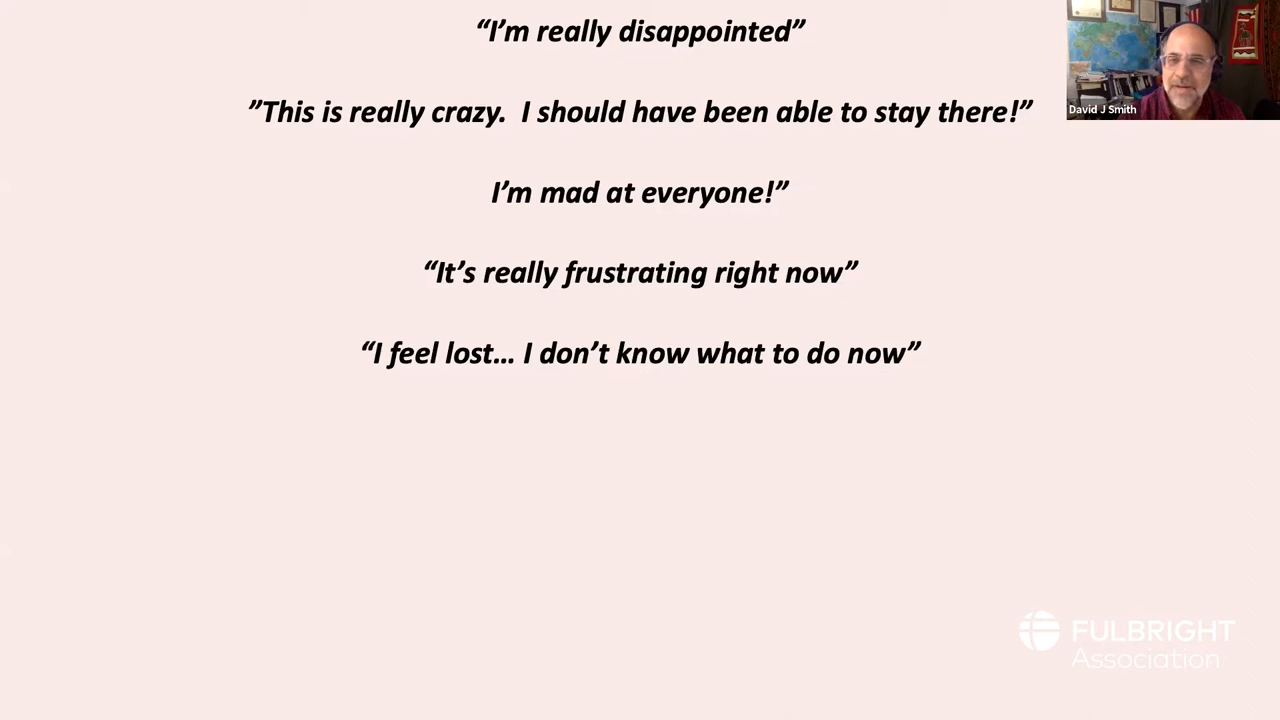 “I’m really disappointed”
”This is really crazy.  I should have been able to stay there!”
David J Smith
I’m mad at everyone!”
“It’s really frustrating right now”
“I feel lost... I don’t know what to do now”
FULBRIGHT
Association